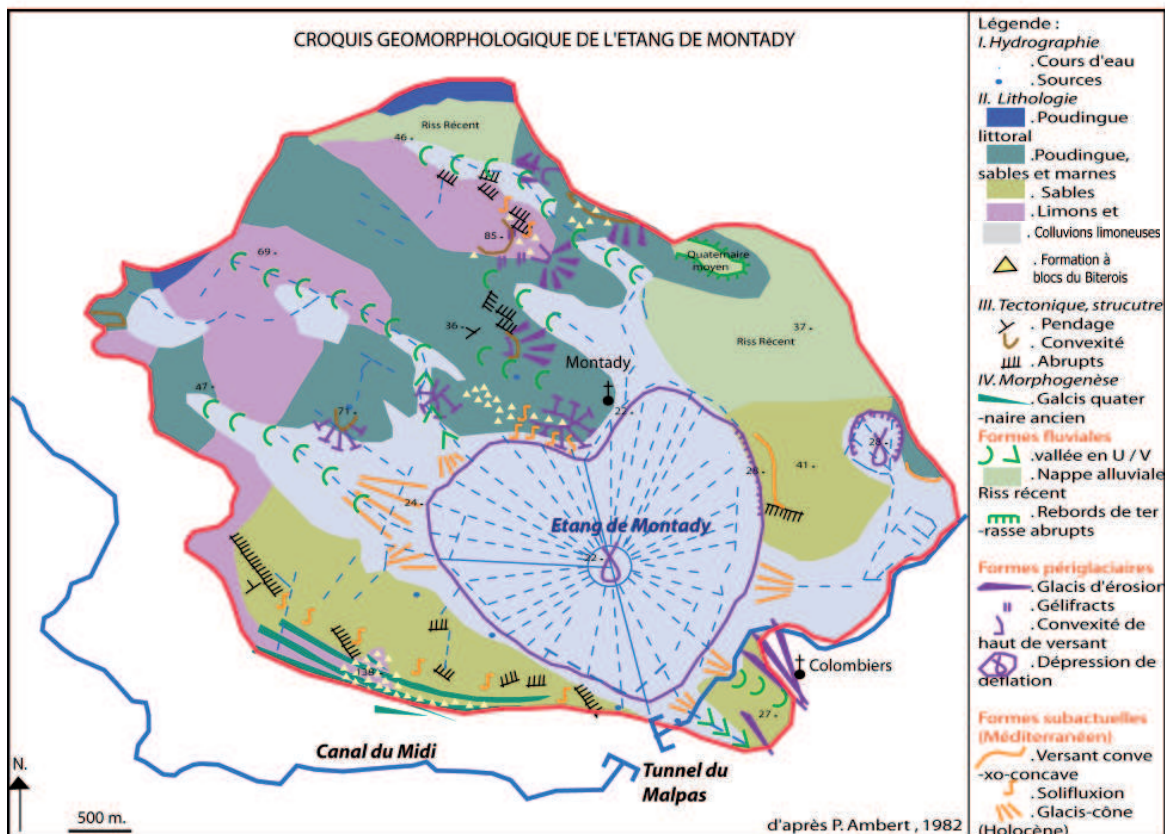 CROQUIS GEOMORPHOLOGIQUE DE L'ETANG DE MONTADY
Riss Récent
46
85
69
Quaternaire
moyen
36
37
Riss Récent
Montady
47
71
22
28
26
41
24
Etang de Montady
22
Colombiers
27
Canal du Midi
Tunnel du
Malpas
N.
500 m.
d'après P. Ambert , 1982
Légende :
I. Hydrographie
. Cours d'eau
. Sources
II. Lithologie
. Poudingue
littoral
. Poudingue,
sables et marnes
. Sables
. Limons et
. Colluvions limoneuses
. Formation à
blocs du Biterois
III. Tectonique, strucutre
. Pendage
. Convexité
. Abrupts
IV. Morphogenèse
. Galcis quater
-naire ancien
Formes fluviales
.vallée en U / V
. Nappe alluviale
Riss récent
. Rebords de ter
-rasse abrupts
Formes périglaciaires
. Glacis d'érosion
. Gélifracts
. Convexité de
haut de versant
. Dépression de
déflation
Formes subactuelles
(Méditerranéen)
. Versant conve
-xo-concave
. Solifluxion
. Glacis-cône
(Holocène)